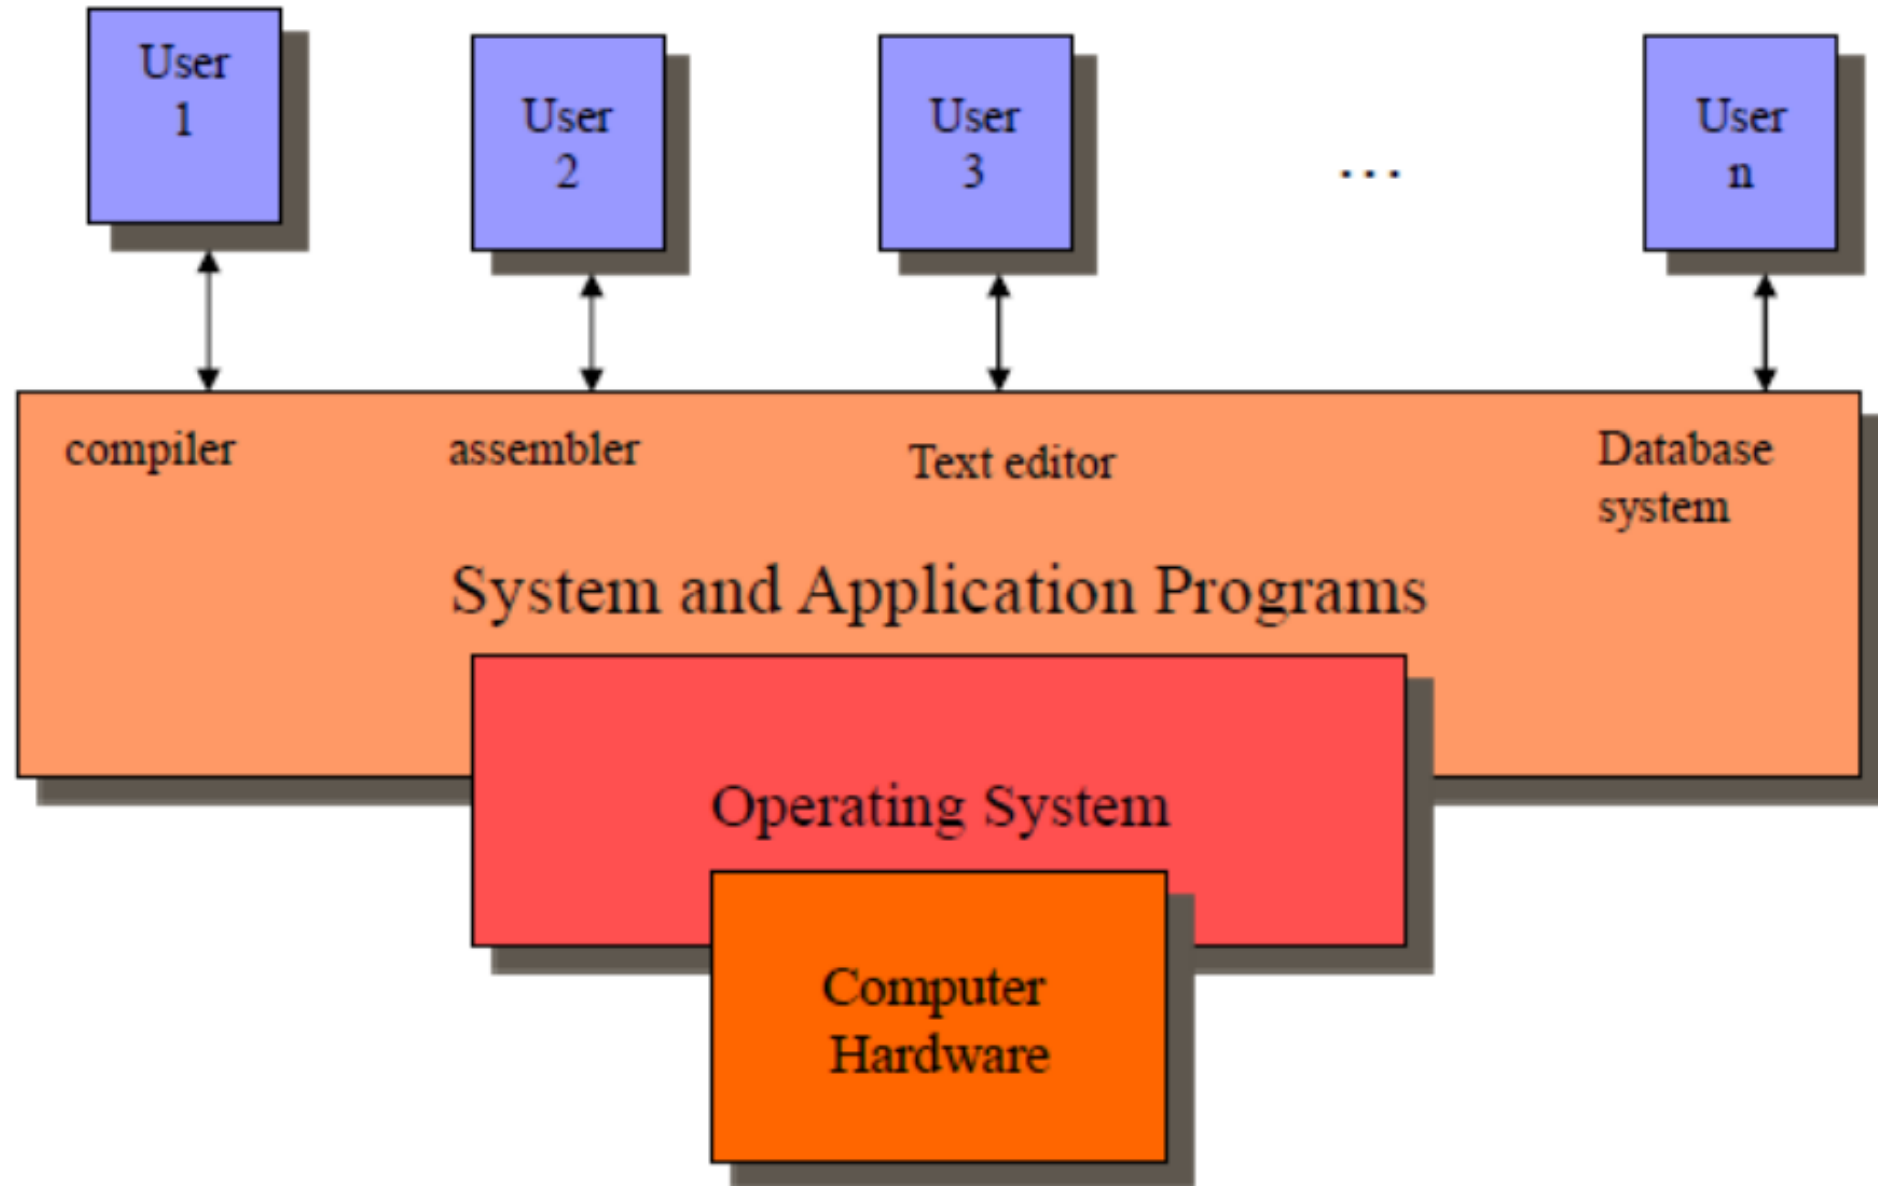 User
1
User
2
User
3
...
User
n
compiler
assembler
Text editor
Database
system
System and Application Programs
Operating System
Computer
Hardware